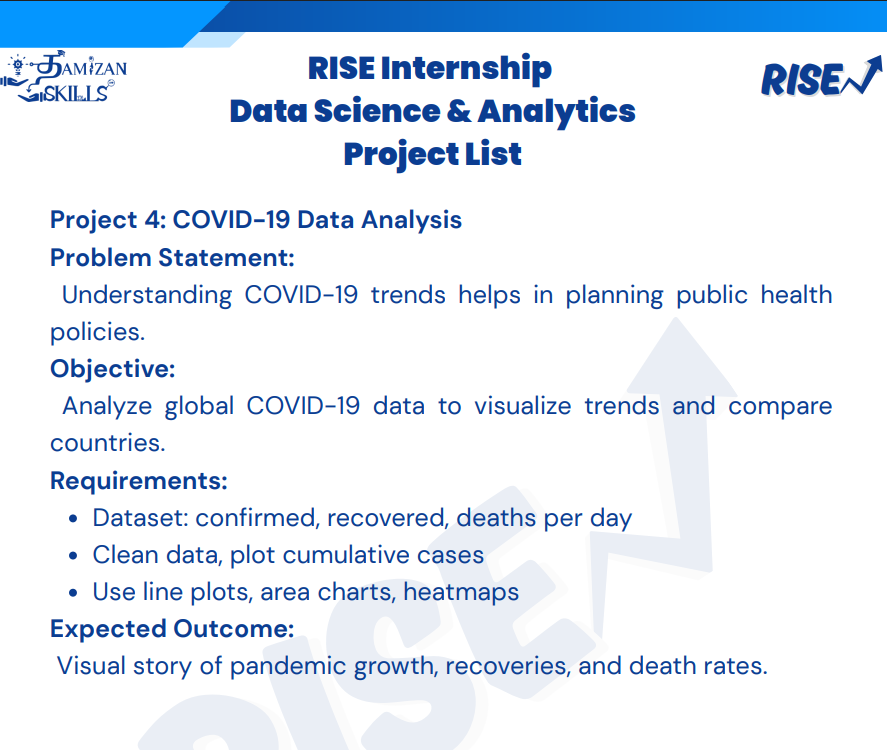 தAMIZAN
SKILLS
RISE Internship
Data Science & Analytics
Project List
RISE
Project 4: COVID-19 Data Analysis
Problem Statement:
Understanding COVID-19 trends helps in planning public health
policies.
Objective:
Analyze global COVID-19 data to visualize trends and compare
countries.
Requirements:
• Dataset: confirmed, recovered, deaths per day
• Clean data, plot cumulative cases
• Use line plots, area charts, heatmaps
Expected Outcome:
Visual story of pandemic growth, recoveries, and death rates.
RISE